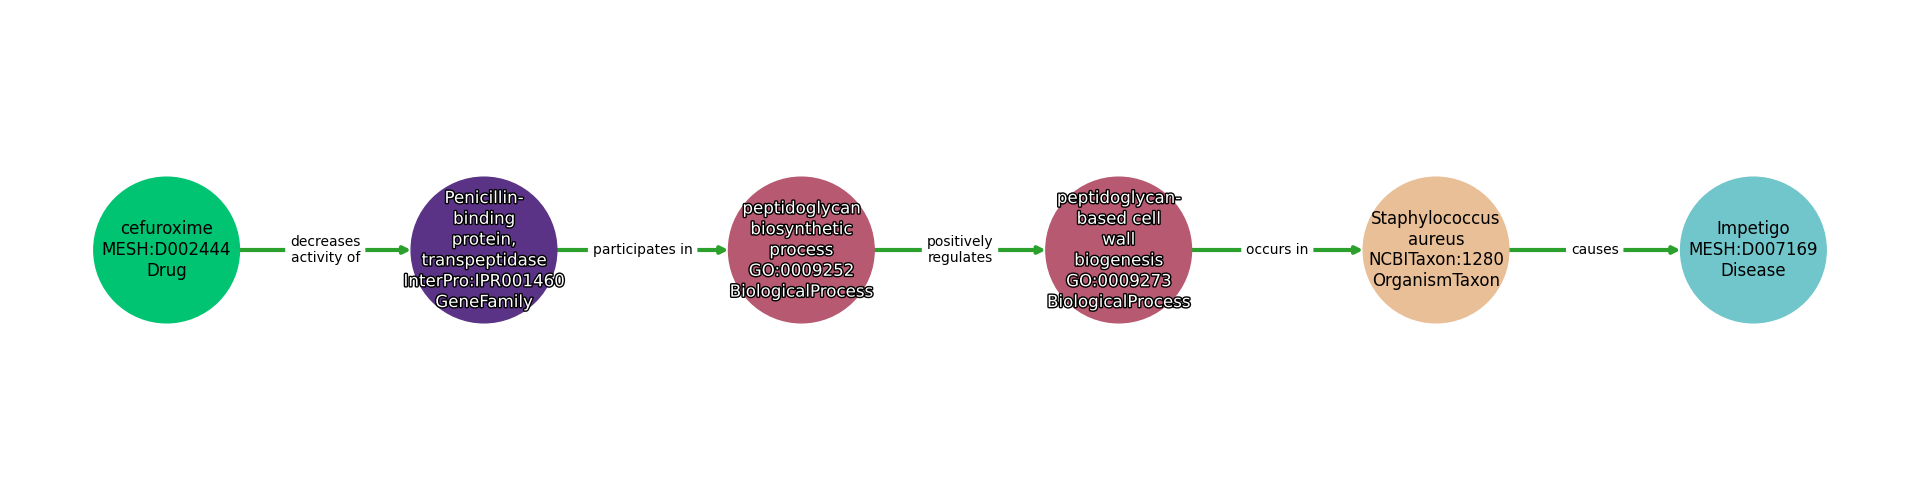 cefuroxime
MESH:D002444
Drug
decreases
activity of
Penicillin-
binding
protein,
transpeptidase
InterPro:IPR001460
GeneFamily
participates in
peptidoglycan
biosynthetic
process
GO:0009252
BiologicalProcess
positively
regulates
peptidoglycan-
based cell
wall
biogenesis
GO:0009273
BiologicalProcess
occurs in
Staphylococcus
aureus
NCBITaxon:1280
OrganismTaxon
causes
Impetigo
MESH:D007169
Disease